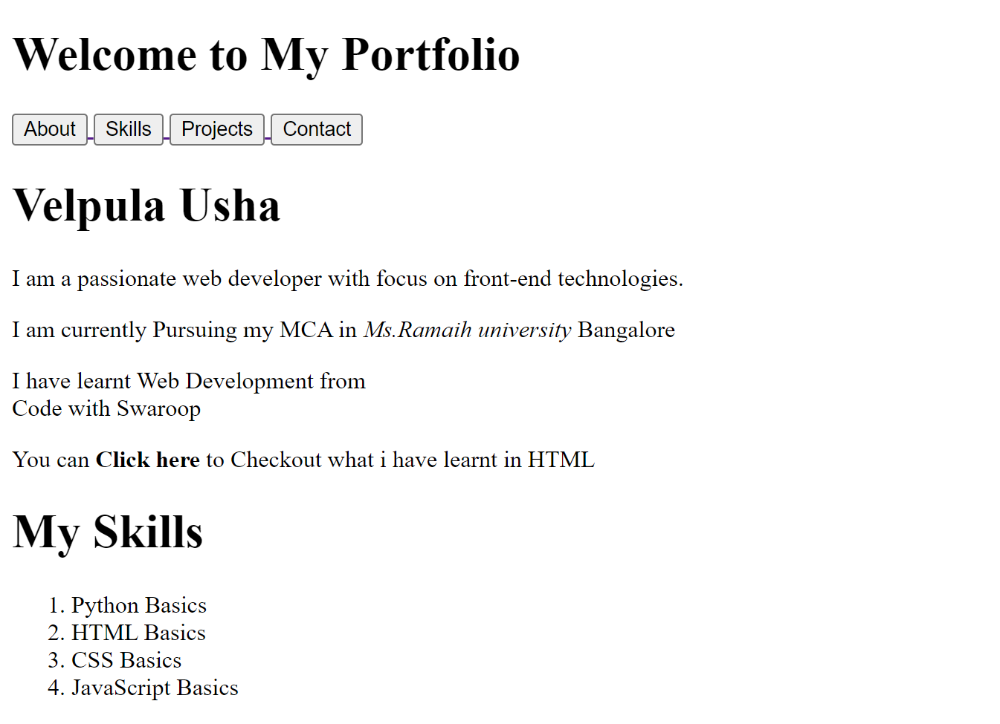 Welcome to My Portfolio
About Skills Projects Contact
Velpula Usha
I am a passionate web developer with focus on front-end technologies.
I am currently Pursuing my MCA in Ms.Ramaih university Bangalore
I have learnt Web Development from
Code with Swaroop
You can Click here to Checkout what i have learnt in HTML
My Skills
1. Python Basics
2. HTML Basics
3. CSS Basics
4. JavaScript Basics